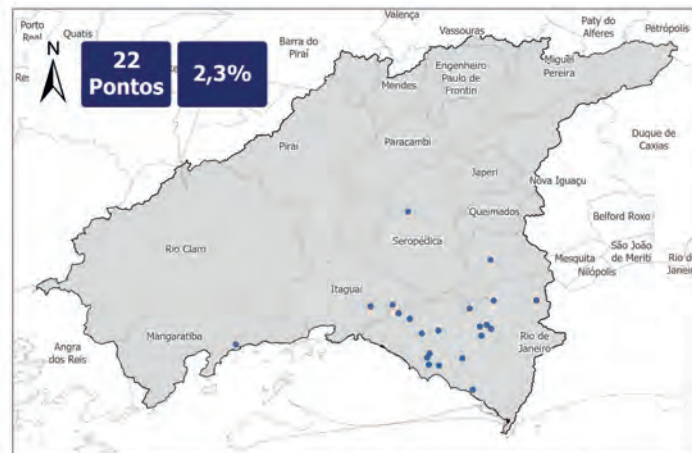 Porto
Real
Quatis
Valença
Vassouras
Paty do
Alferes
Petrópolis
N
22
Pontos
2,3%
Barra do
Piraí
Engenheiro
Paulo de
Frontin
Miguel
Pereira
Mendes
Piraí
Paracambi
Duque de
Caxias
Japeri
Nova Iguaçu
Queimados
Belford Roxo
Rio Claro
Seropédica
Mesquita
São João
de Meriti
Nilópolis
Rio d
Janei
Itaguaí
Angra
dos Reis
Mangaratiba
Rio de
Janeiro